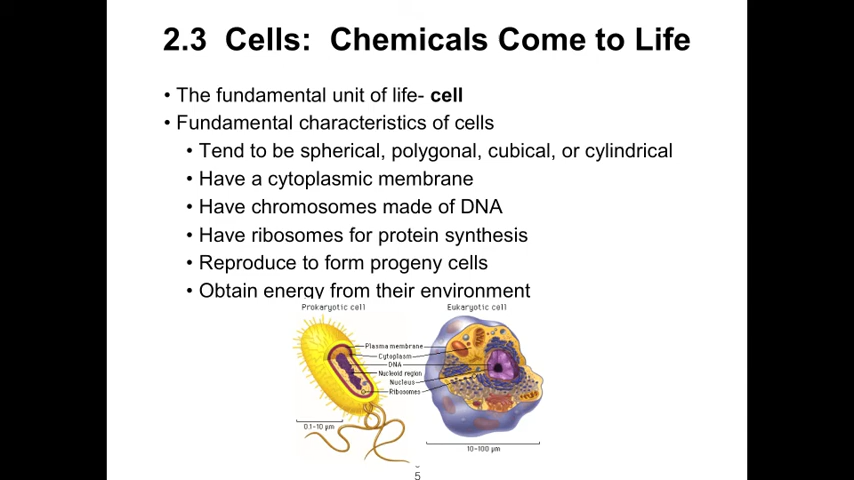 2.3 Cells: Chemicals Come to Life
• The fundamental unit of life- cell
• Fundamental characteristics of cells
• Tend to be spherical, polygonal, cubical, or cylindrical
• Have a cytoplasmic membrane
• Have chromosomes made of DNA
• Have ribosomes for protein synthesis
• Reproduce to form progeny cells
• Obtain energy from their environment
Prokaryotic cell
Eukaryotic cell
Plasma membrane
Cytoplasm
DNA
Nucleoid region
Nucleus
Ribosomes
0.1-10 μm
10-100 μm
5